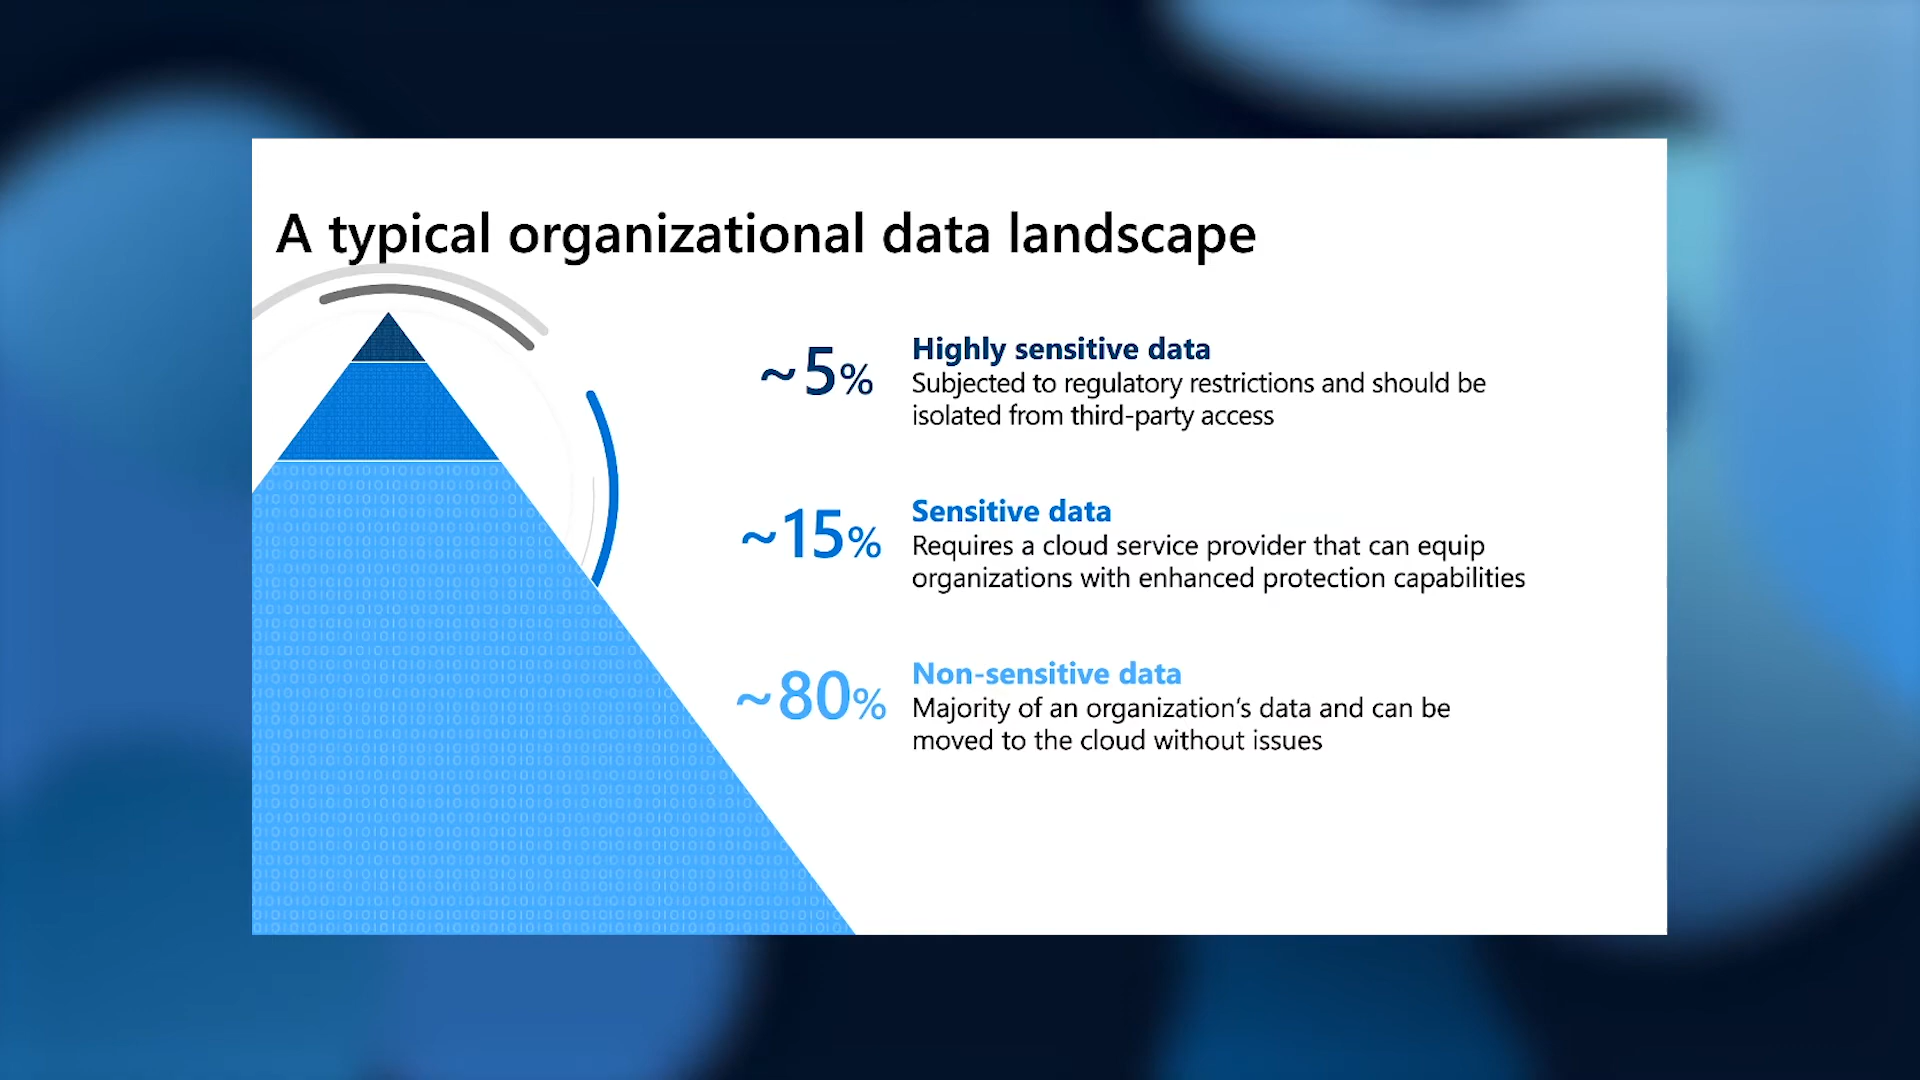 A typical organizational data landscape
~5%
Highly sensitive data
Subjected to regulatory restrictions and should be
isolated from third-party access
~15%
Sensitive data
Requires a cloud service provider that can equip
organizations with enhanced protection capabilities
~80%
Non-sensitive data
Majority of an organization’s data and can be
moved to the cloud without issues